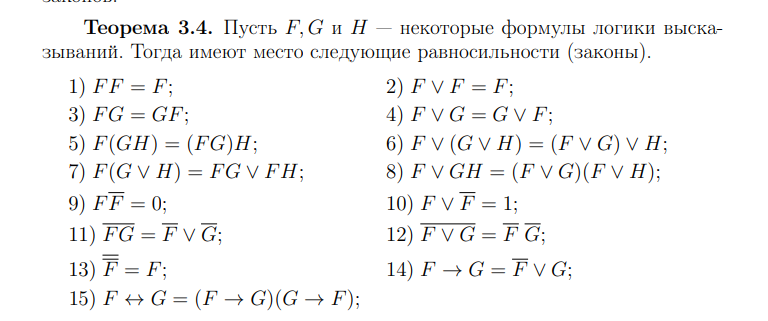 законов.
Теорема 3.4. Пусть F, G и H — некоторые формулы логики выска-
зываний. Тогда имеют место следующие равносильности (законы).
1) FF = F; 2) F ∨ F = F;
3) FG = GF; 4) F ∨ G = G ∨ F;
5) F(GH) = (FG)H; 6) F ∨ (G ∨ H) = (F ∨ G) ∨ H;
7) F(G ∨ H) = FG ∨ FH; 8) F ∨ GH = (F ∨ G)(F ∨ H);
9) F\overline{F} = 0; 10) F ∨ \overline{F} = 1;
11) \overline{FG} = \overline{F} ∨ \overline{G}; 12) \overline{F ∨ G} = \overline{F} \overline{G};
13) \overline{\overline{F}} = F; 14) F → G = \overline{F} ∨ G;
15) F ↔ G = (F → G)(G → F);